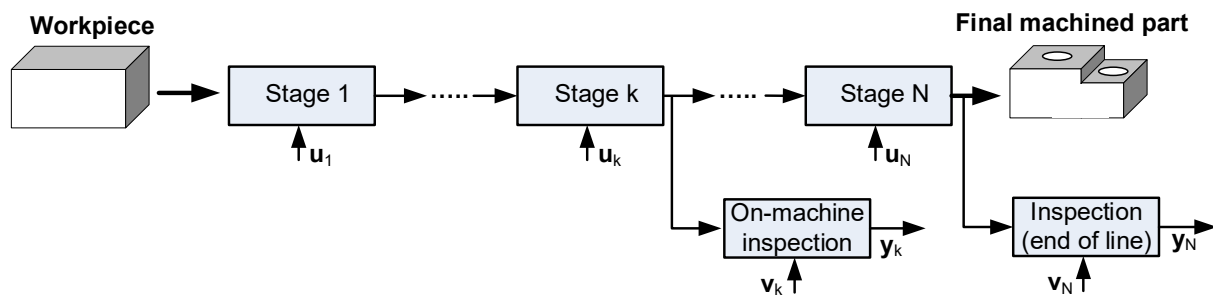 Workpiece
Final machined part
Stage 1
.....
Stage k
.....
Stage N
u1
uk
uN
On-machine
inspection
yk
Inspection
(end of line)
yN
vk
vN